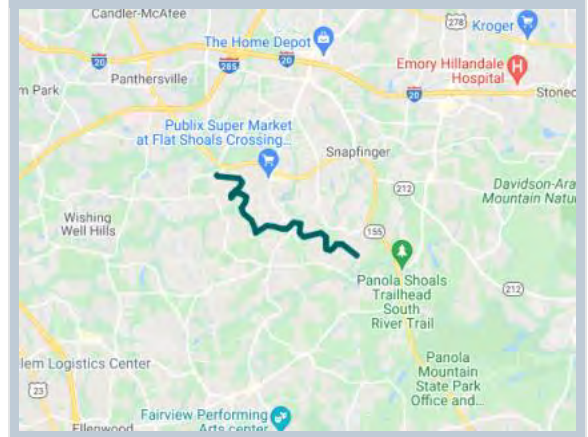 Candler-McAfee
278
Kroger
The Home Depot
20
285
20
Emory Hillandale
Hospital
Panthersville
m Park
20
Stonec
Publix Super Market
at Flat Shoals Crossing...
Snapfinger
212
Davidson-Ara
Mountain Natu
Wishing
Well Hills
155
Panola Shoals
Trailhead
South
River Trail
212
lem Logistics Center
Panola
Mountain
State Park
Office and...
23
Fairview Performing
Arts center
Ellenwood